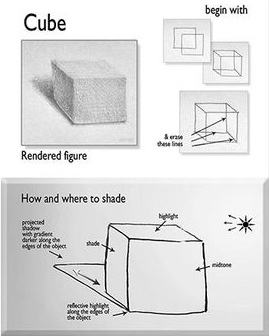 Cube
begin with
& erase
these lines
Rendered figure
How and where to shade
highlight
projected
shadow
with gradient
darker along the
edges of the object
shade
midtone
reflective highlight
along edges of
the object